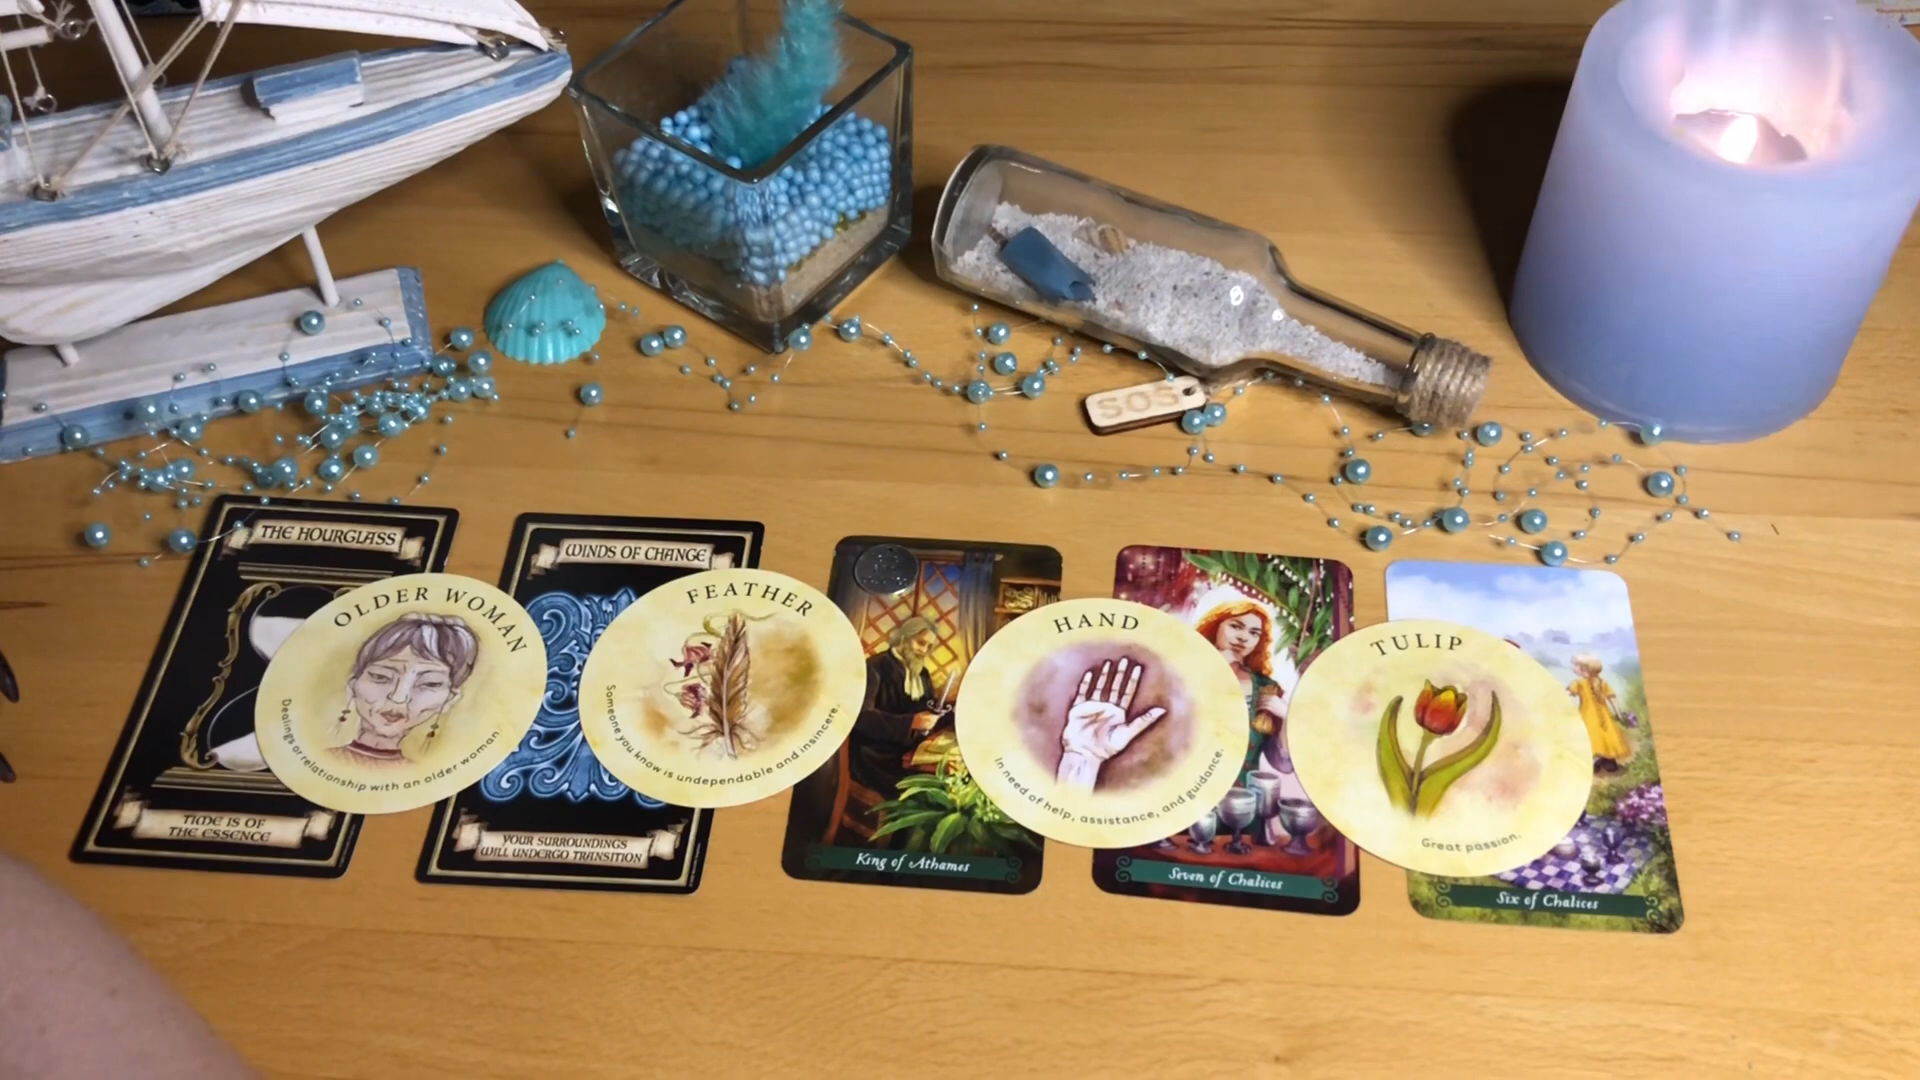 SOS
THE HOURGLASS
OLDER WOMAN
Dealings or relationship with an older woman.
TIME IS OF
THE ESSENCE
WINDS OF CHANGE
FEATHER
Someone you know is undependable and insincere.
YOUR SURROUNDINGS
WILL UNDERGO TRANSITION
King of Athames
HAND
In need of help, assistance, and guidance.
Seven of Chalices
TULIP
Great passion.
Six of Chalices